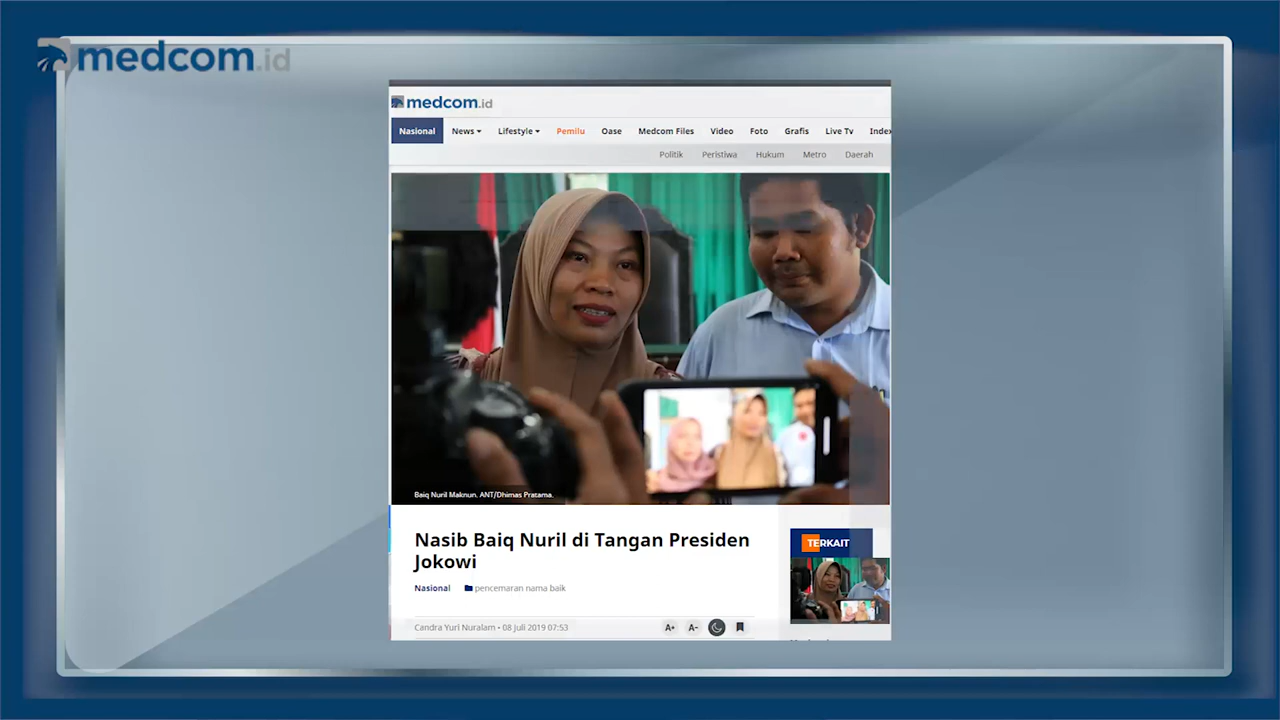 medcom.id
medcom.id
Nasional News Lifestyle Pemilu Oase Medcom Files Video Foto Grafis Live Tv Index
Politik Peristiwa Hukum Metro Daerah
Baiq Nuril Maknun. ANT/Dhimas Pratama.
Nasib Baiq Nuril di Tangan Presiden
Jokowi
TERKAIT
Nasional pencemaran nama baik
Candra Yuri Nuralam • 08 Juli 2019 07:53
A+ A-